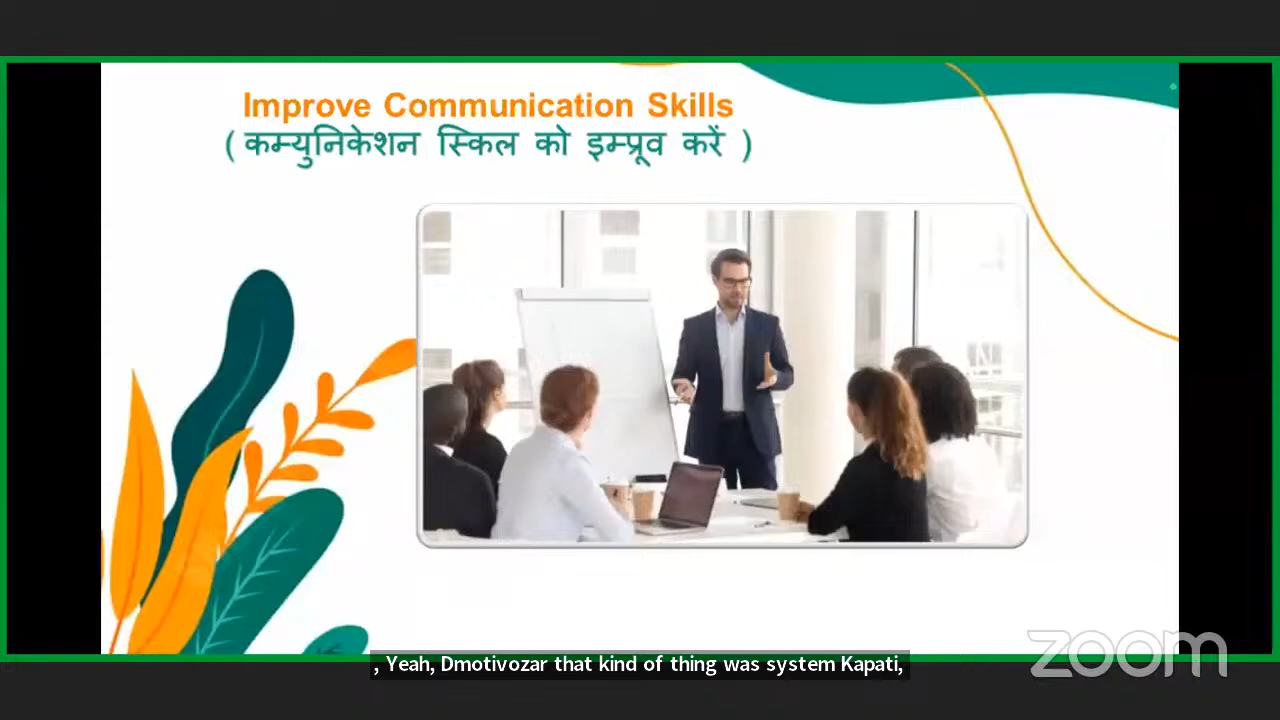 Improve Communication Skills
( कम्युनिकेशन स्किल को इम्प्रूव करें )
, Yeah, Dmotivozar that kind of thing was system Kapati,
zoom